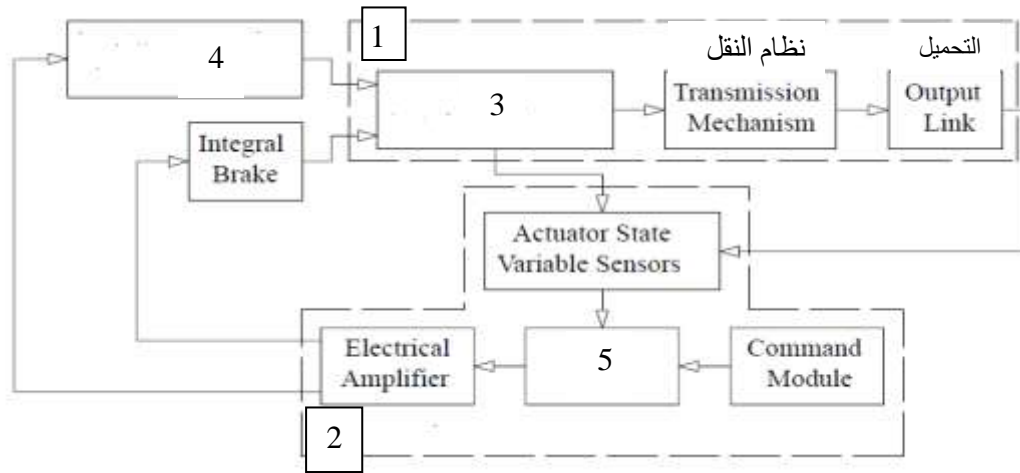 1
نظام النقل
التحميل
4
3
Transmission
Mechanism
Output
Link
Integral
Brake
Actuator State
Variable Sensors
Electrical
Amplifier
5
Command
Module
2